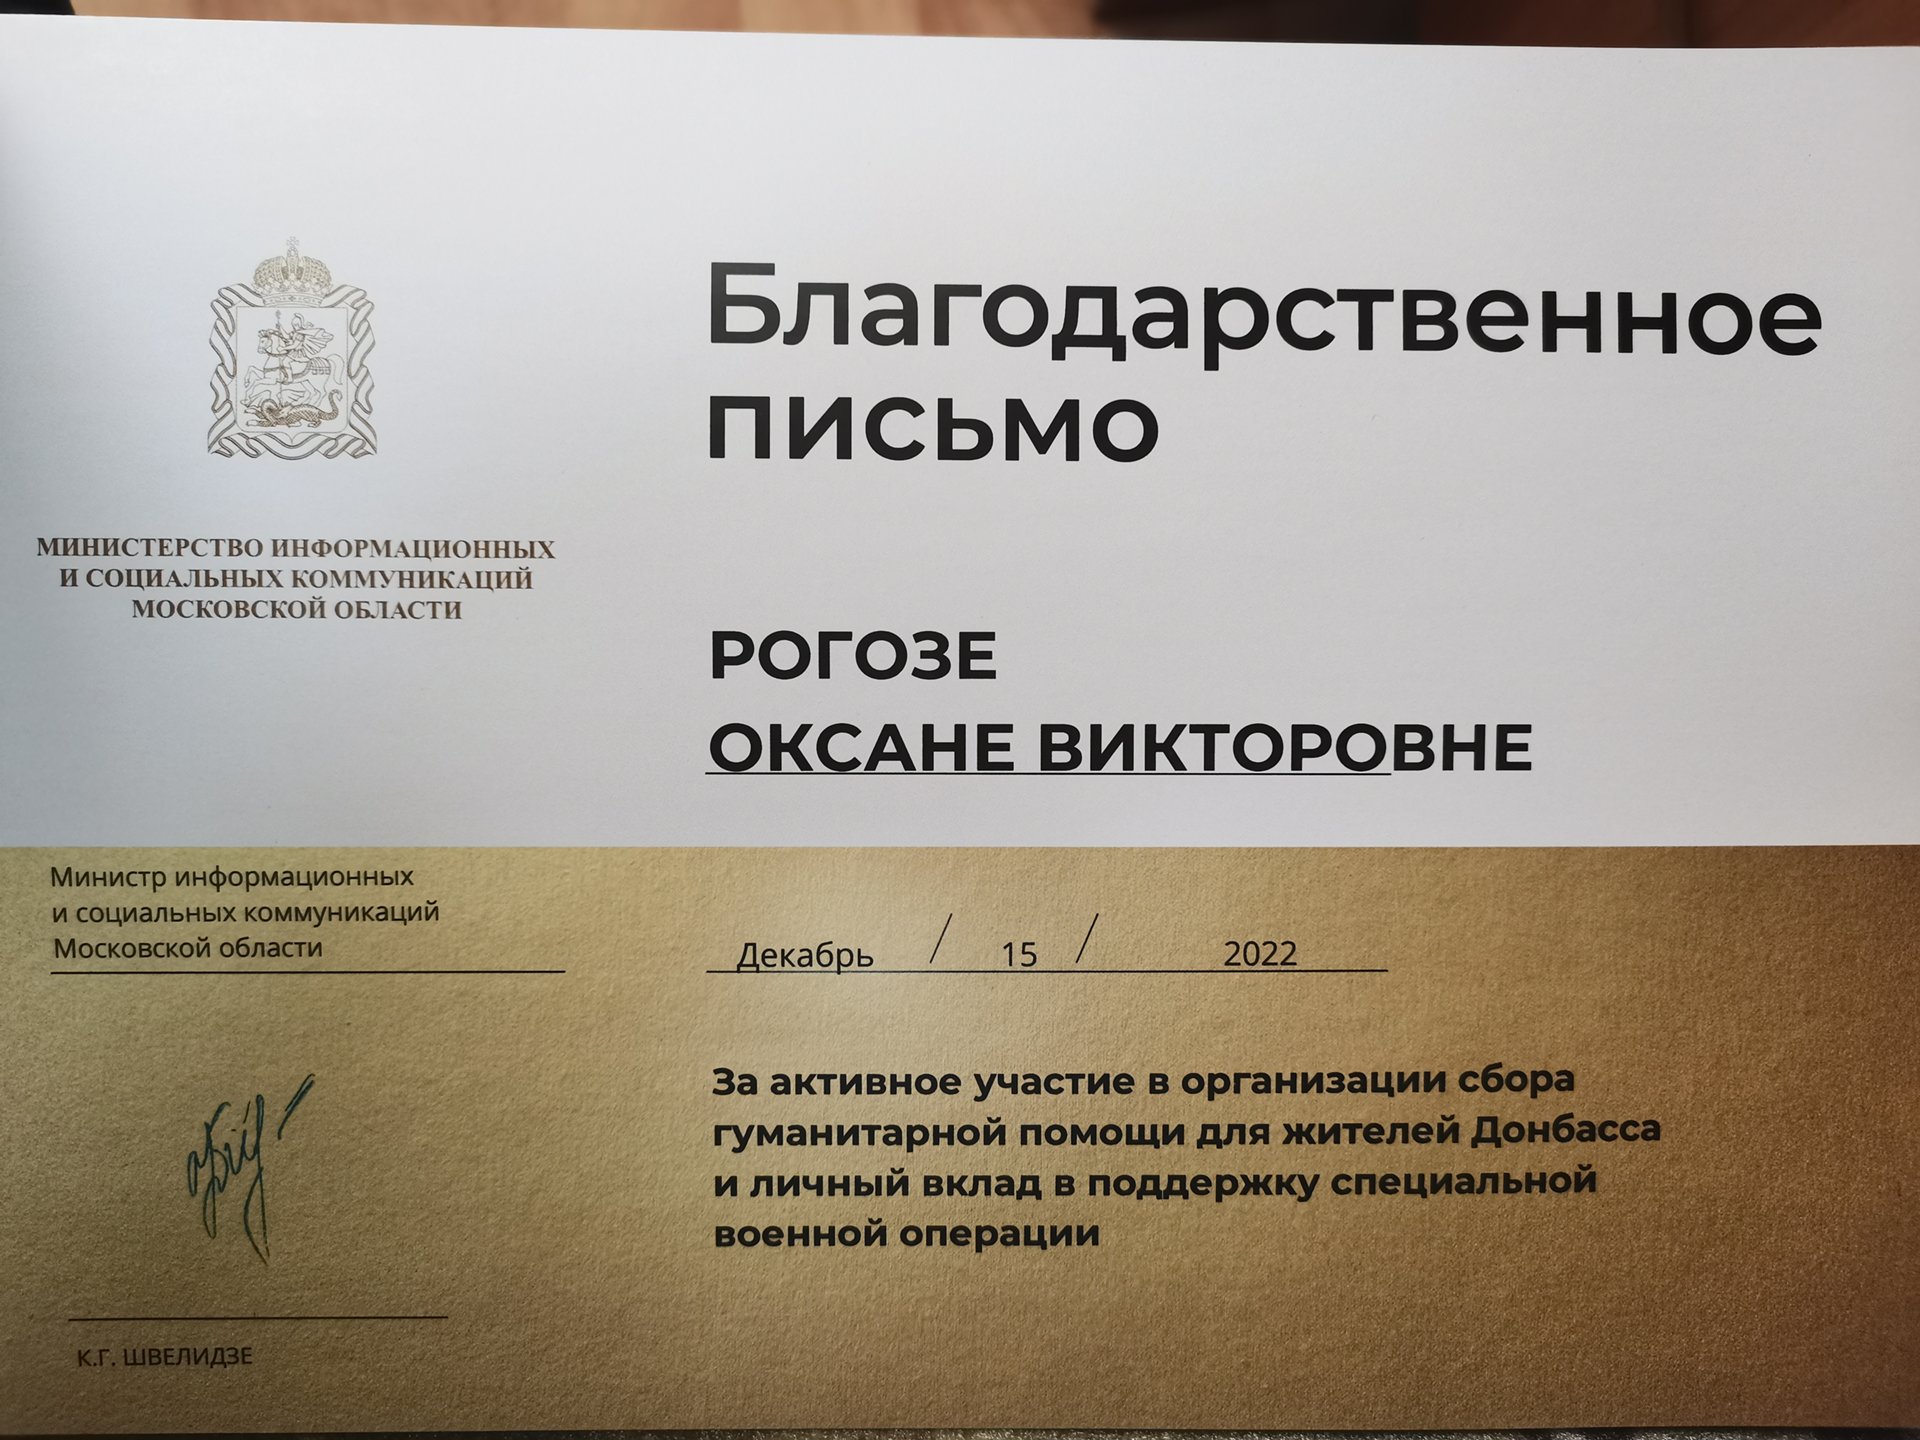 МИНИСТЕРСТВО ИНФОРМАЦИОННЫХ
И СОЦИАЛЬНЫХ КОММУНИКАЦИЙ
МОСКОВСКОЙ ОБЛАСТИ
Благодарственное
письмо
РОГОЗЕ
ОКСАНЕ ВИКТОРОВНЕ
Министр информационных
и социальных коммуникаций
Московской области
К.Г. ШВЕЛИДЗЕ
Декабрь / 15 / 2022
За активное участие в организации сбора
гуманитарной помощи для жителей Донбасса
и личный вклад в поддержку специальной
военной операции